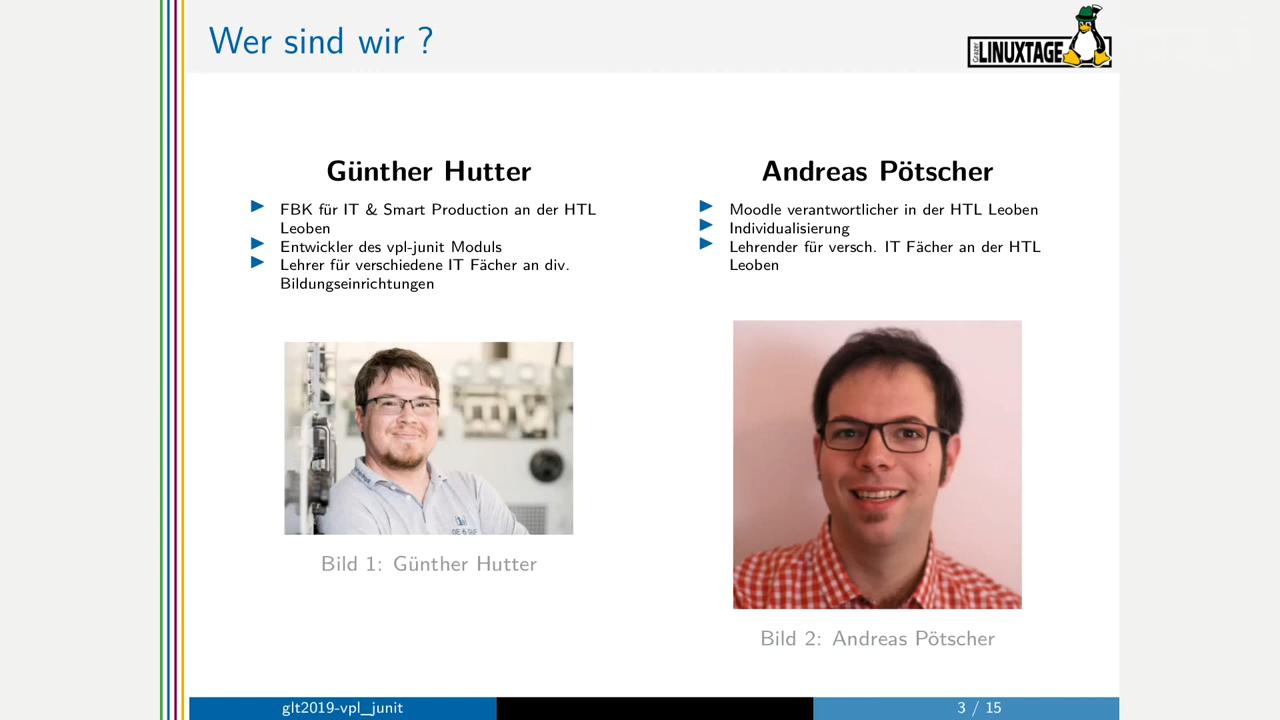 Wer sind wir ?
Grazer
LINUXTAGE
Günther Hutter
FBK für IT & Smart Production an der HTL
Leoben
Entwickler des vpl-junit Moduls
Lehrer für verschiedene IT Fächer an div.
Bildungseinrichtungen
Bild 1: Günther Hutter
Andreas Pötscher
Moodle verantwortlicher in der HTL Leoben
Individualisierung
Lehrender für versch. IT Fächer an der HTL
Leoben
Bild 2: Andreas Pötscher
glt2019-vpl_junit
3 / 15